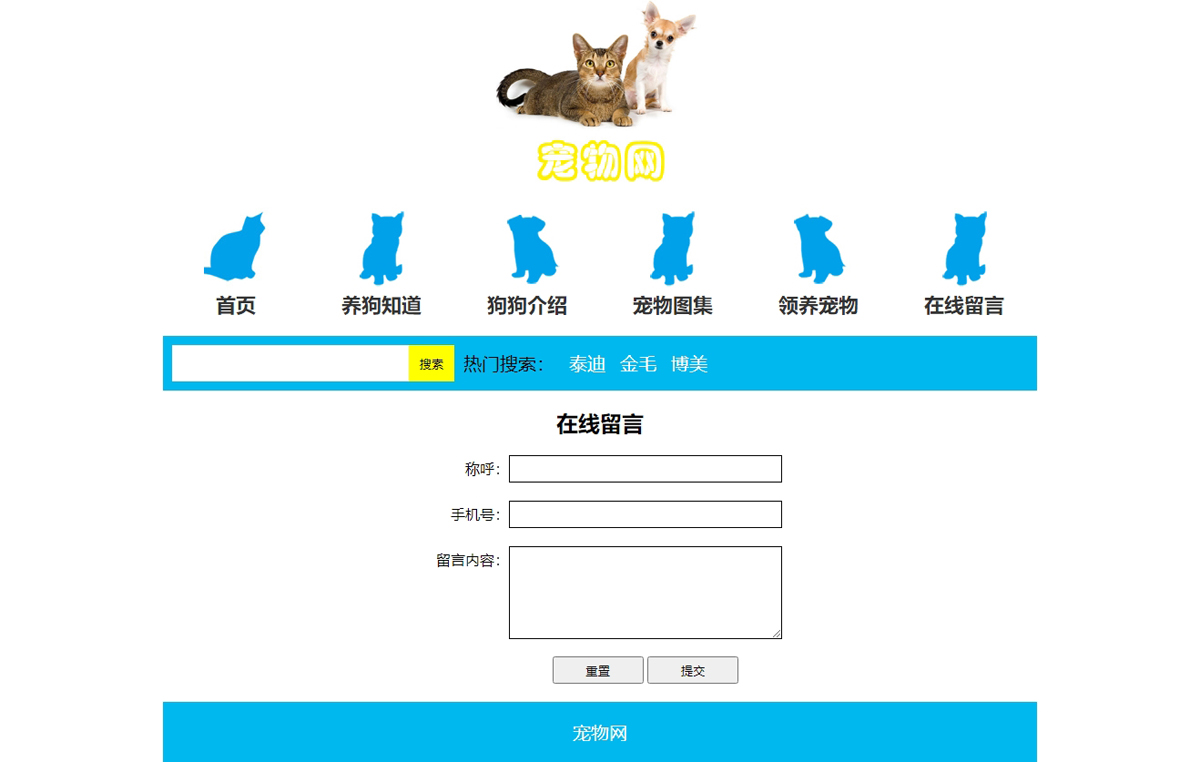 宠物网
首页 养狗知道 狗狗介绍 宠物图集 领养宠物 在线留言
搜索 热门搜索： 泰迪 金毛 博美
在线留言
称呼：
手机号：
留言内容：
重置 提交
宠物网